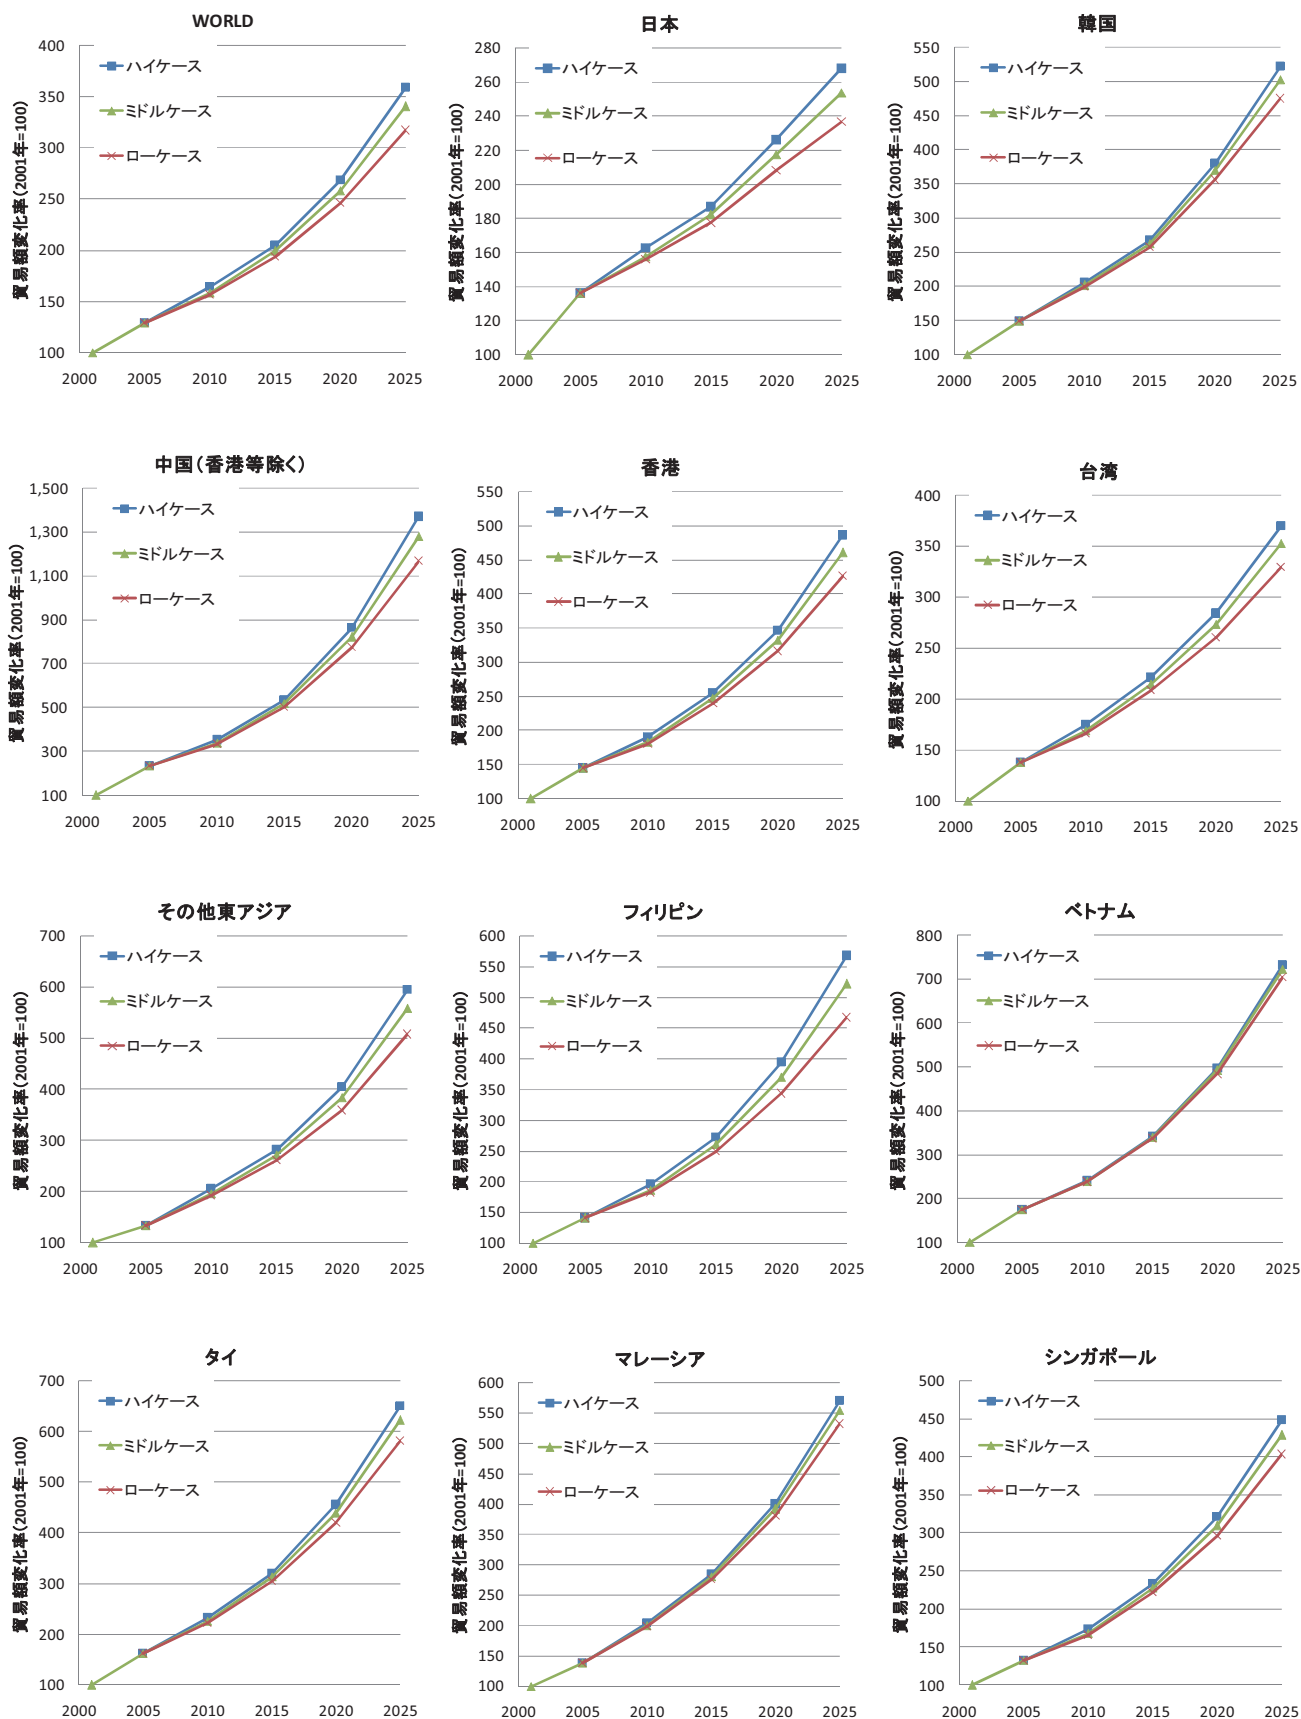 WORLD
貿易額変化率(2001年=100)
400
350
300
250
200
150
100
2000 2005 2010 2015 2020 2025
ハイケース
ミドルケース
ローケース
日本
貿易額変化率(2001年=100)
280
260
240
220
200
180
160
140
120
100
2000 2005 2010 2015 2020 2025
ハイケース
ミドルケース
ローケース
韓国
貿易額変化率(2001年=100)
550
500
450
400
350
300
250
200
150
100
2000 2005 2010 2015 2020 2025
ハイケース
ミドルケース
ローケース
中国(香港等除く)
貿易額変化率(2001年=100)
1,500
1,300
1,100
900
700
500
300
100
2000 2005 2010 2015 2020 2025
ハイケース
ミドルケース
ローケース
香港
貿易額変化率(2001年=100)
550
500
450
400
350
300
250
200
150
100
2000 2005 2010 2015 2020 2025
ハイケース
ミドルケース
ローケース
台湾
貿易額変化率(2001年=100)
400
350
300
250
200
150
100
2000 2005 2010 2015 2020 2025
ハイケース
ミドルケース
ローケース
その他東アジア
貿易額変化率(2001年=100)
700
600
500
400
300
200
100
2000 2005 2010 2015 2020 2025
ハイケース
ミドルケース
ローケース
フィリピン
貿易額変化率(2001年=100)
600
550
500
450
400
350
300
250
200
150
100
2000 2005 2010 2015 2020 2025
ハイケース
ミドルケース
ローケース
ベトナム
貿易額変化率(2001年=100)
800
700
600
500
400
300
200
100
2000 2005 2010 2015 2020 2025
ハイケース
ミドルケース
ローケース
タイ
貿易額変化率(2001年=100)
700
600
500
400
300
200
100
2000 2005 2010 2015 2020 2025
ハイケース
ミドルケース
ローケース
マレーシア
貿易額変化率(2001年=100)
600
550
500
450
400
350
300
250
200
150
100
2000 2005 2010 2015 2020 2025
ハイケース
ミドルケース
ローケース
シンガポール
貿易額変化率(2001年=100)
500
450
400
350
300
250
200
150
100
2000 2005 2010 2015 2020 2025
ハイケース
ミドルケース
ローケース